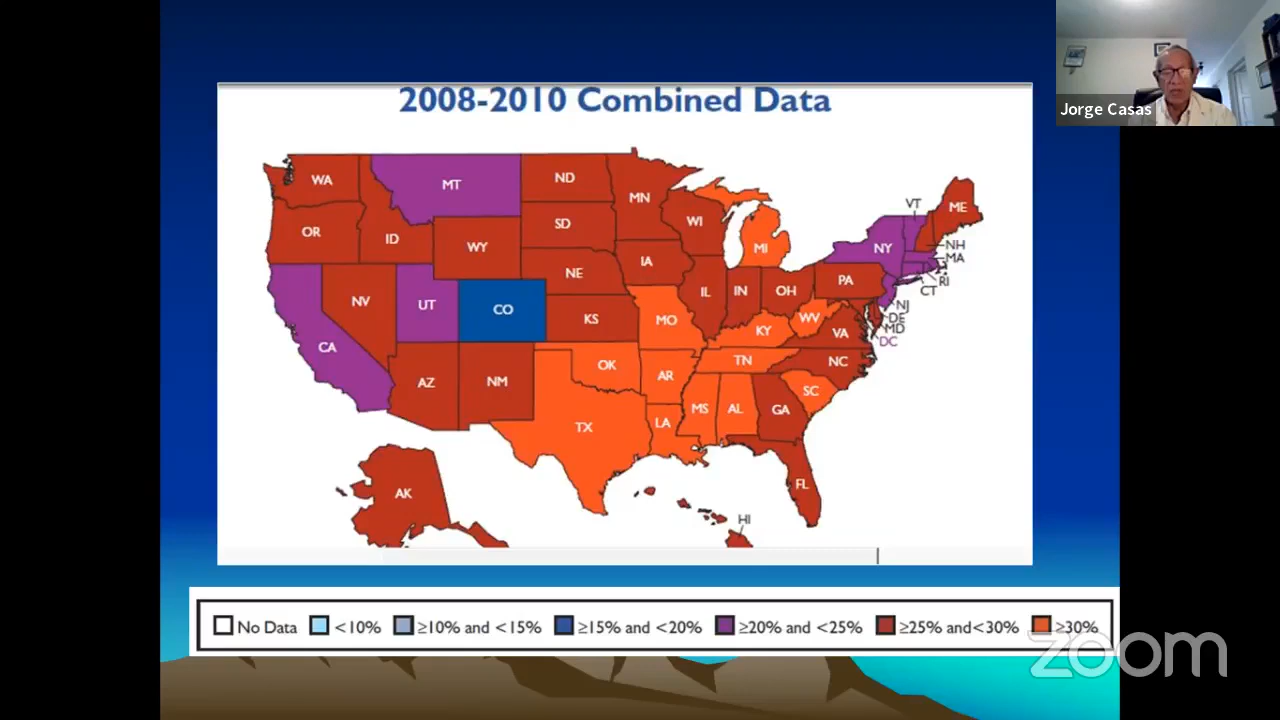 2008-2010 Combined Data
Jorge Casas
WA
MT
ND
MN
VT
ME
OR
ID
WY
SD
WI
MI
NY
NH
MA
RI
CT
NV
UT
CO
NE
IA
IL
IN
OH
PA
NJ
DE
MD
DC
CA
KS
MO
KY
WV
VA
AZ
NM
OK
AR
TN
NC
SC
TX
LA
MS
AL
GA
FL
AK
HI
No Data <10% ≥10% and <15% ≥15% and <20% ≥20% and <25% ≥25% and<30% ≥30%
zoom